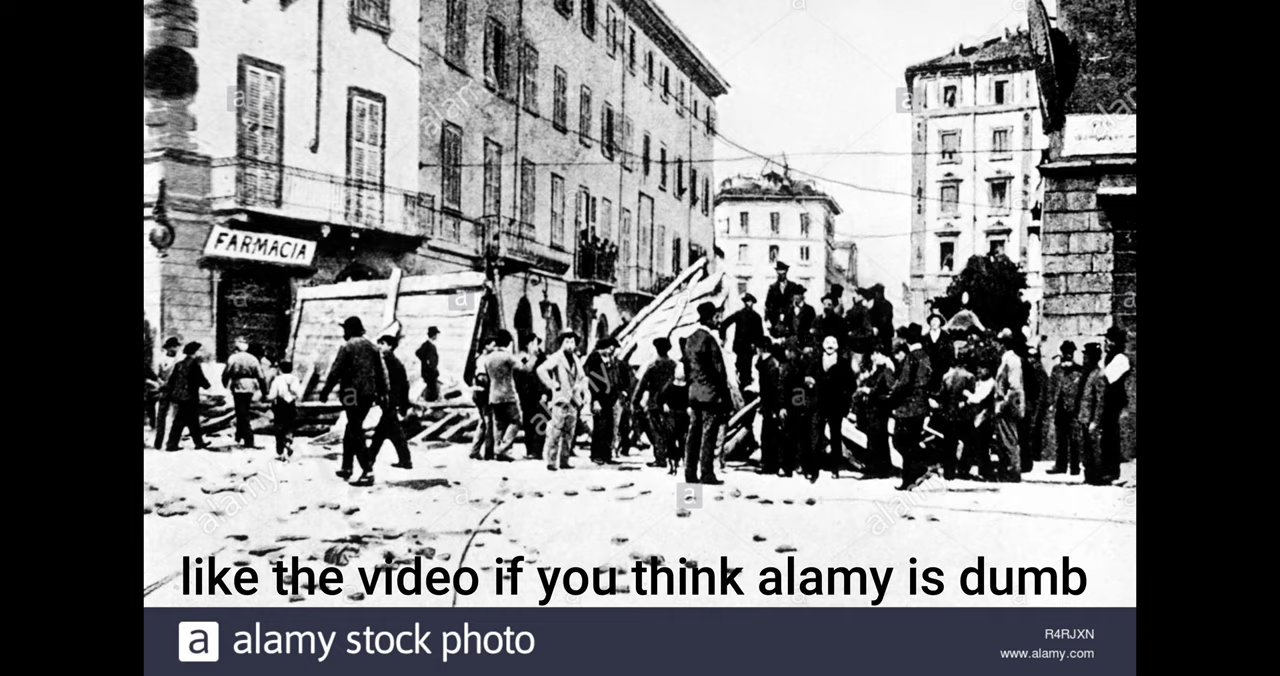 FARMACIA
like the video if you think alamy is dumb
a alamy stock photo
R4RJXN
www.alamy.com